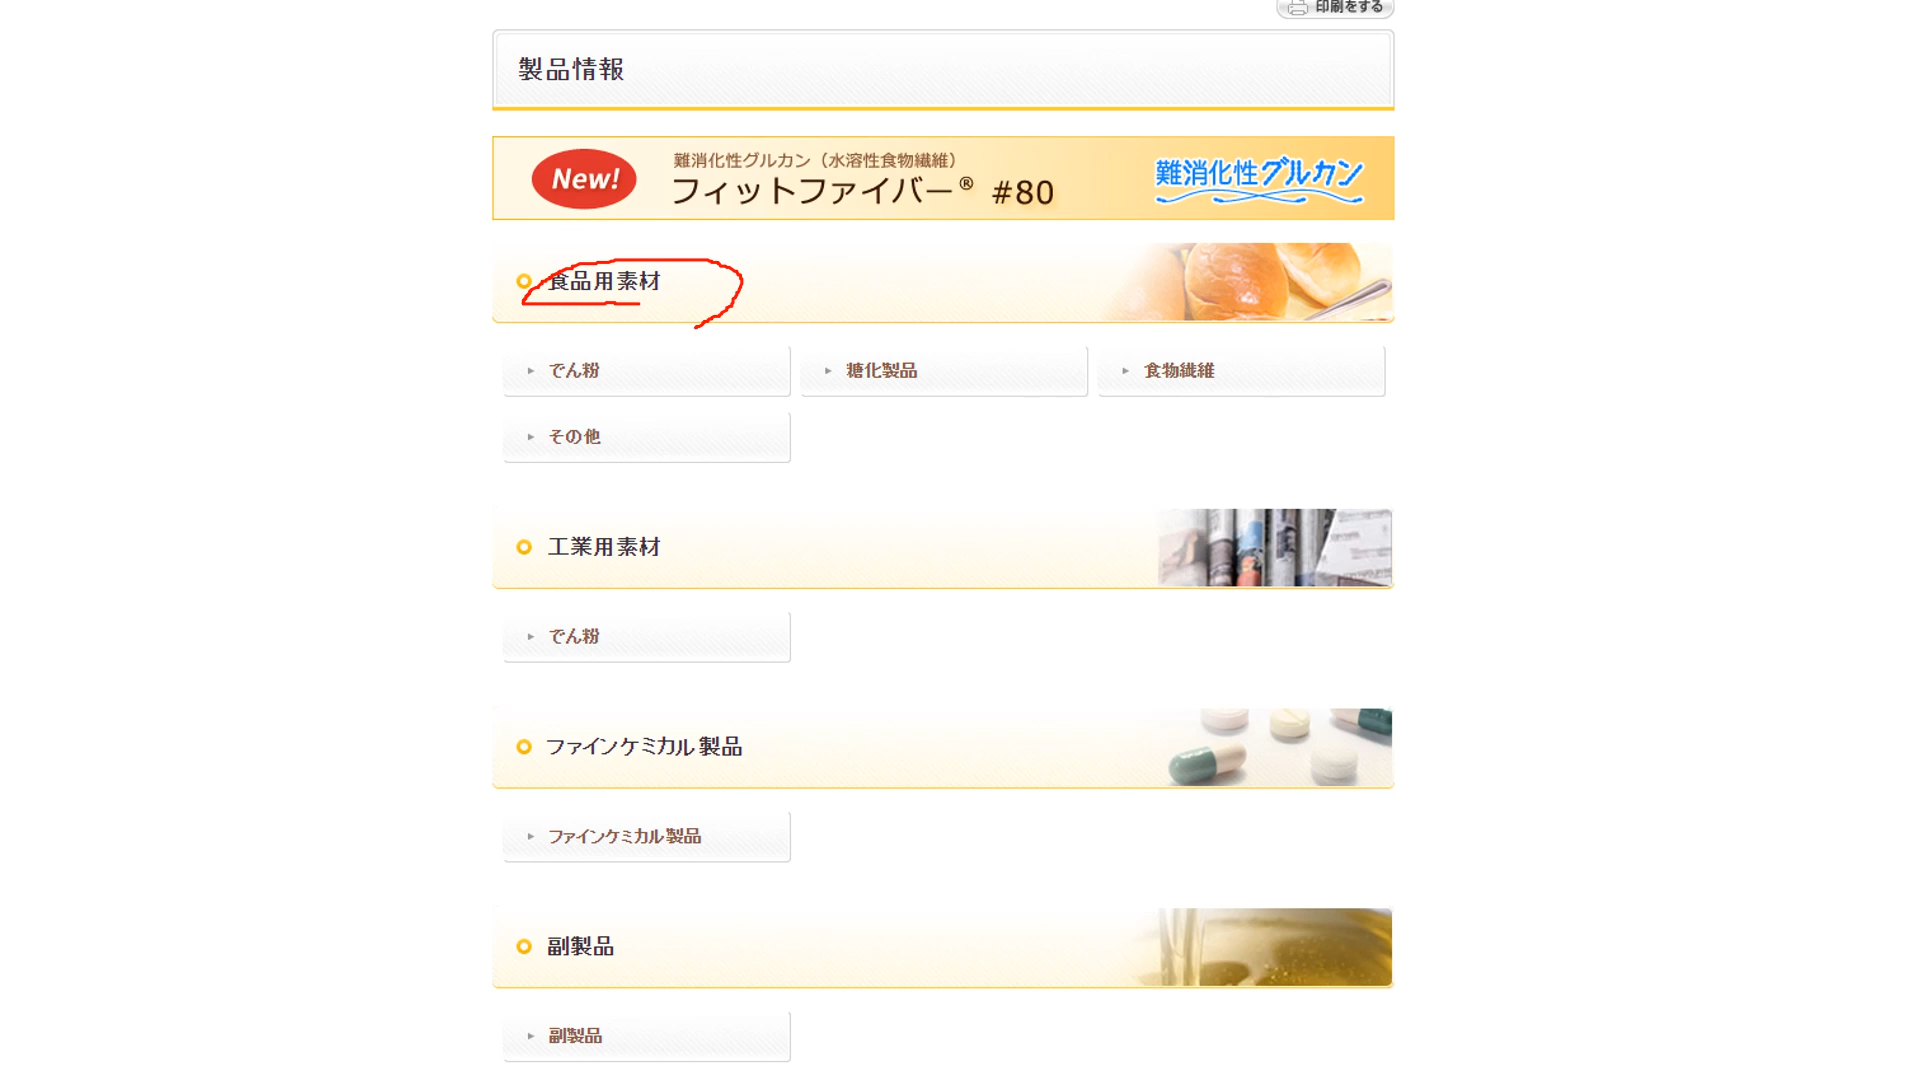 印刷をする
製品情報
New!
難消化性グルカン（水溶性食物繊維）
フィットファイバー® #80
難消化性グルカン
食品用素材
でん粉
糖化製品
食物繊維
その他
工業用素材
でん粉
ファインケミカル製品
ファインケミカル製品
副製品
副製品